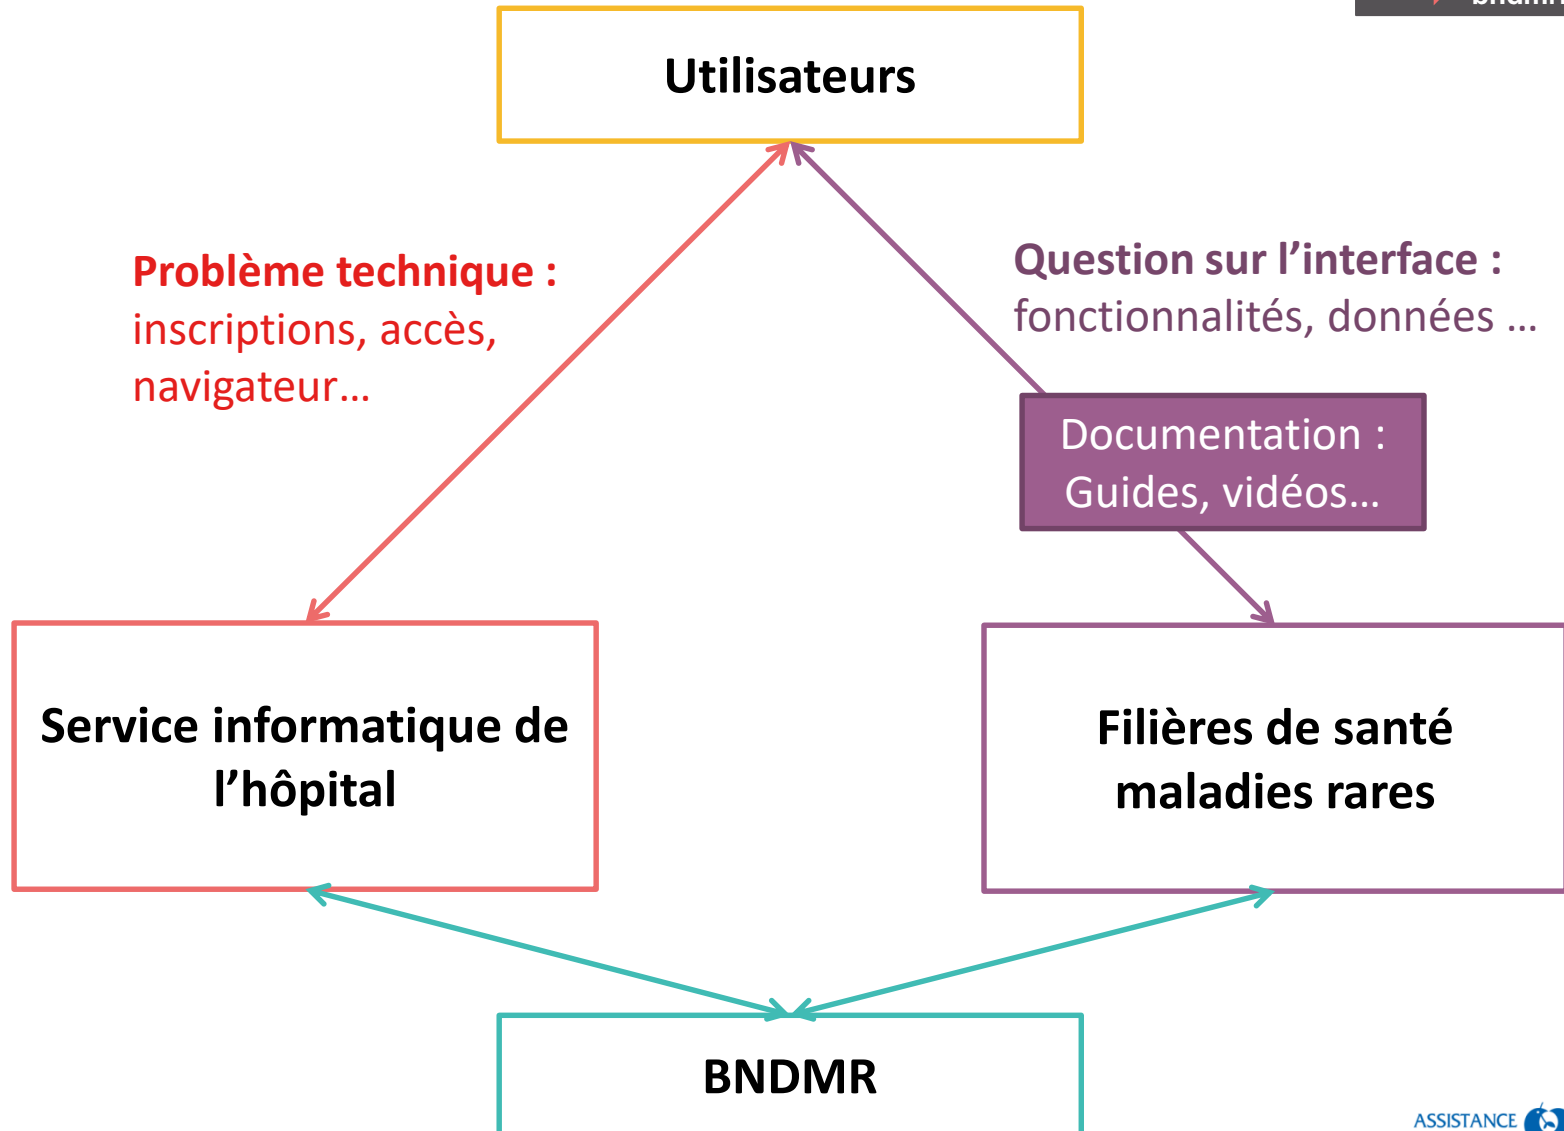 Utilisateurs
Problème technique :
inscriptions, accès,
navigateur…
Question sur l’interface :
fonctionnalités, données …
Documentation :
Guides, vidéos…
Service informatique de
l’hôpital
Filières de santé
maladies rares
BNDMR
ASSISTANCE